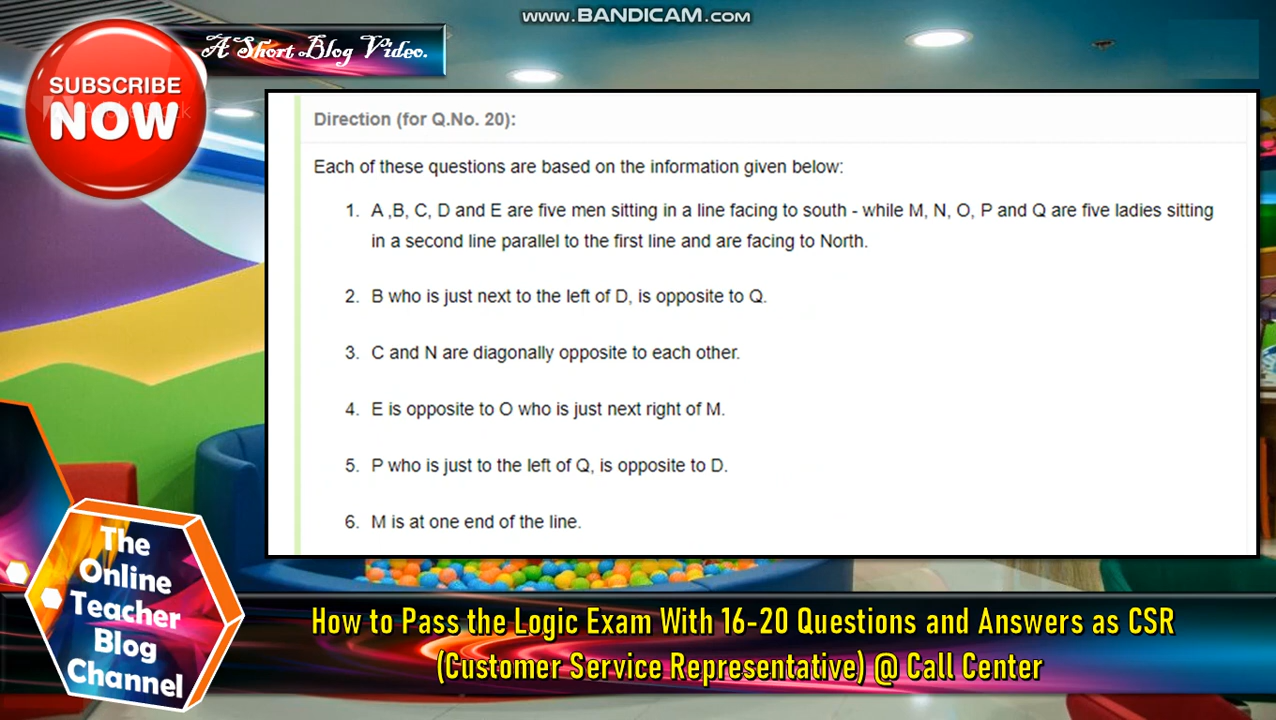 www.BANDICAM.com
A Short Blog Video.
SUBSCRIBE
NOW
Direction (for Q.No. 20):
Each of these questions are based on the information given below:
1. A ,B, C, D and E are five men sitting in a line facing to south - while M, N, O, P and Q are five ladies sitting
in a second line parallel to the first line and are facing to North.
2. B who is just next to the left of D, is opposite to Q.
3. C and N are diagonally opposite to each other.
4. E is opposite to O who is just next right of M.
5. P who is just to the left of Q, is opposite to D.
6. M is at one end of the line.
The
Online
Teacher
Blog
Channel
How to Pass the Logic Exam With 16-20 Questions and Answers as CSR
(Customer Service Representative) @ Call Center